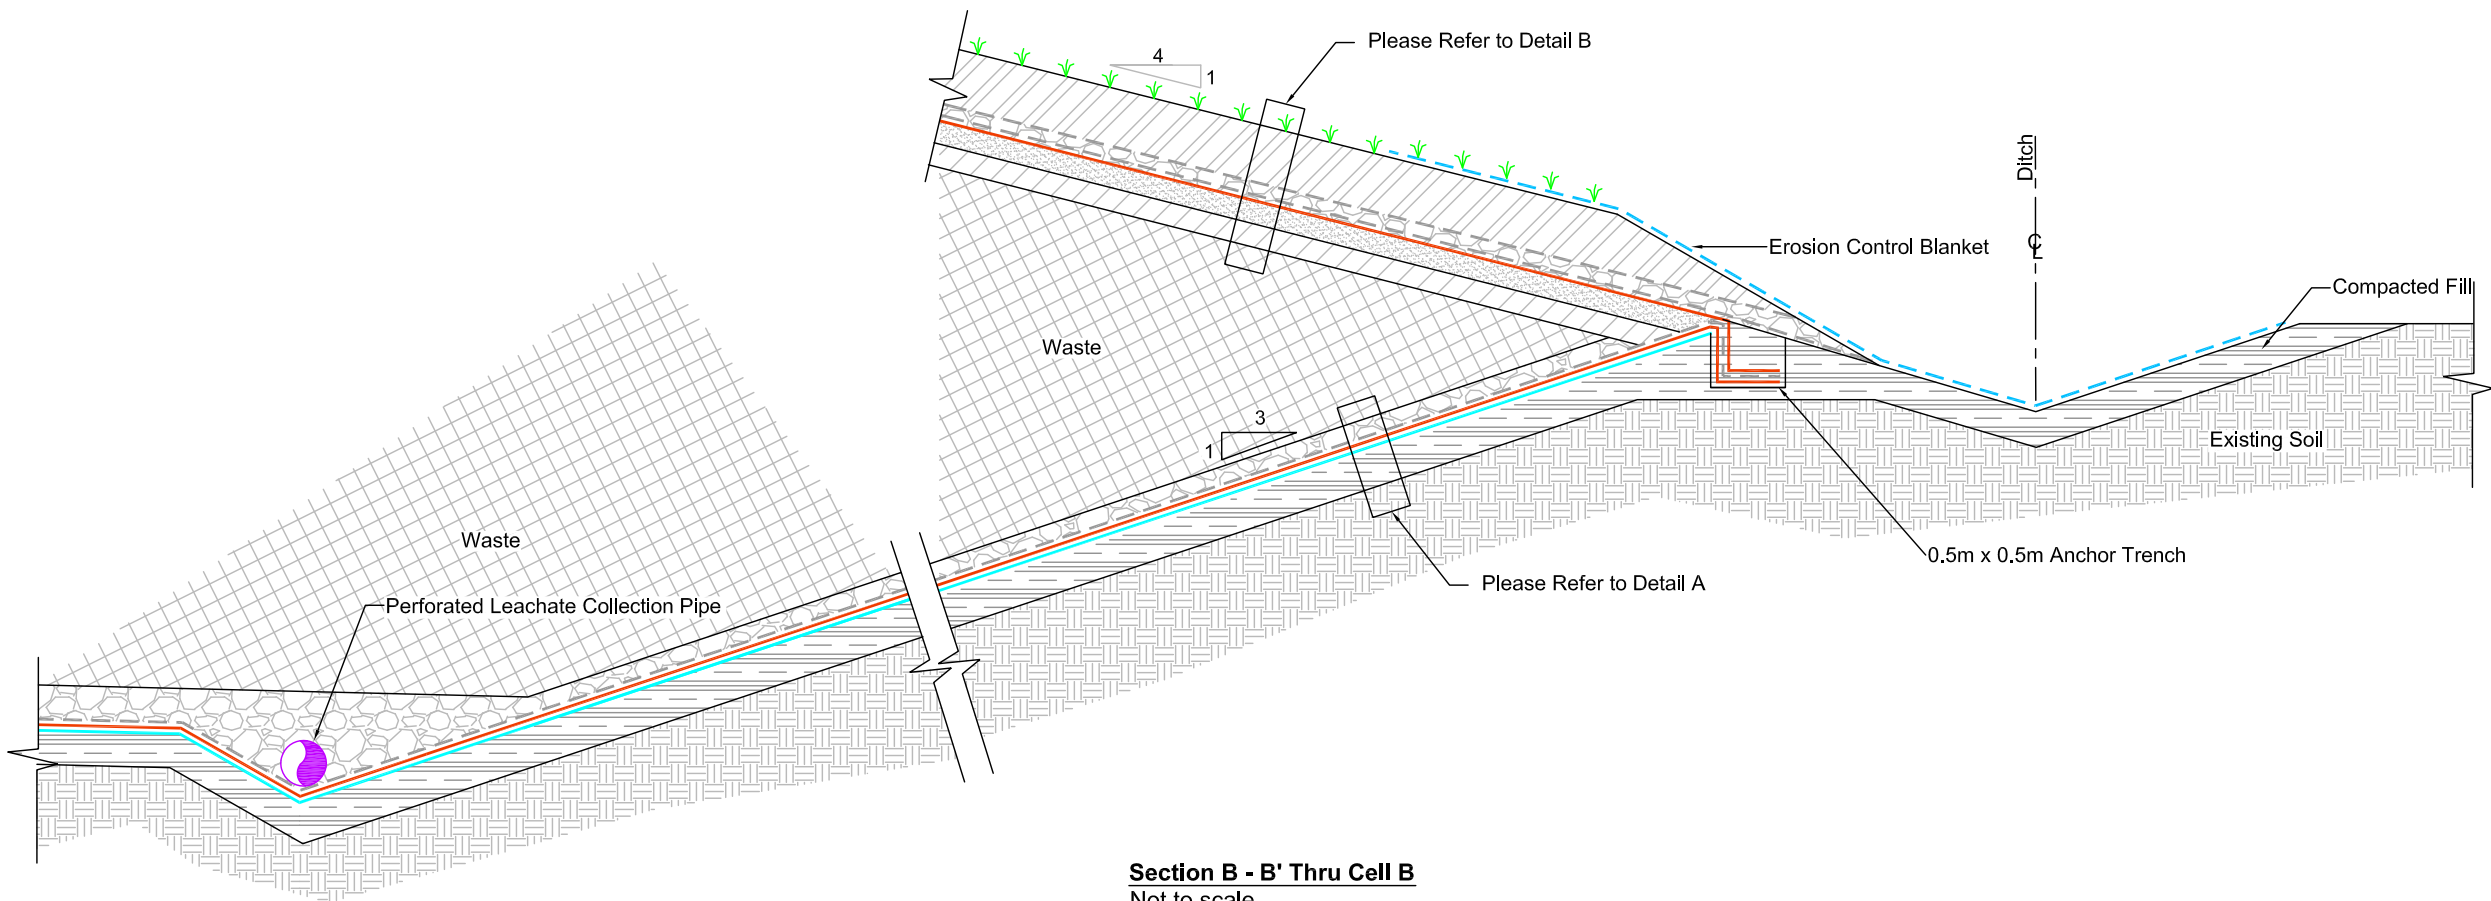 Please Refer to Detail B
4
1
Ditch
CL
Erosion Control Blanket
Compacted Fill
Waste
3
1
Existing Soil
Waste
0.5m x 0.5m Anchor Trench
Please Refer to Detail A
Perforated Leachate Collection Pipe
Section B - B' Thru Cell B
Not to scale